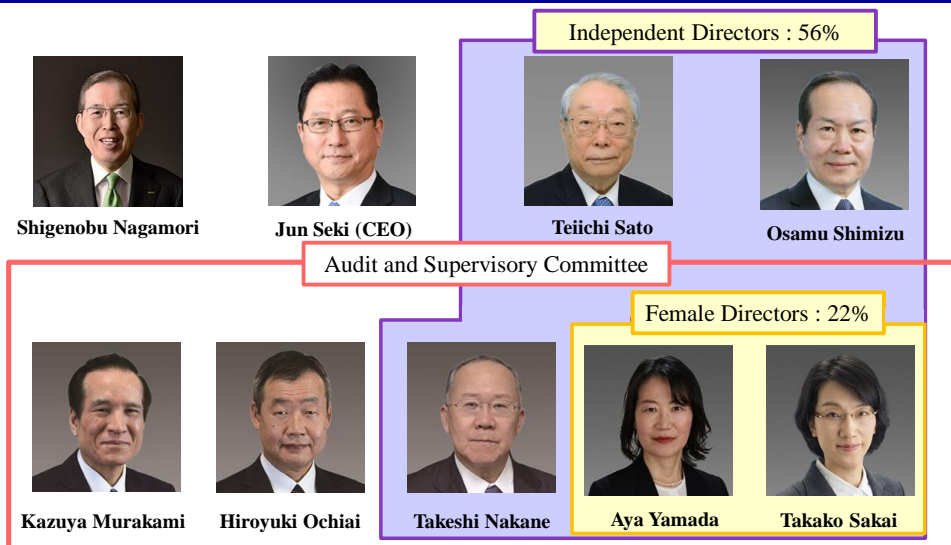 Independent Directors : 56%
Shigenobu Nagamori
Jun Seki (CEO)
Teiichi Sato
Osamu Shimizu
Audit and Supervisory Committee
Female Directors : 22%
Kazuya Murakami
Hiroyuki Ochiai
Takeshi Nakane
Aya Yamada
Takako Sakai